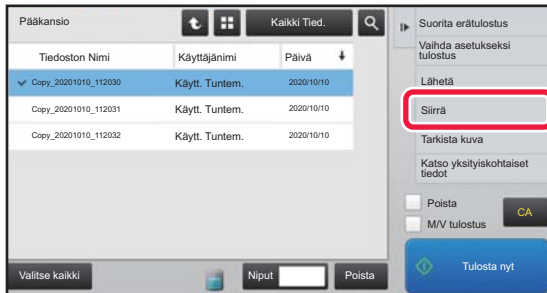 Pääkansio
Kaikki Tied.
Tiedoston Nimi Käyttäjänimi Päivä
Copy_20201010_112030 Käytt. Tuntem. 2020/10/10
Copy_20201010_112031 Käytt. Tuntem. 2020/10/10
Copy_20201010_112032 Käytt. Tuntem. 2020/10/10
Valitse kaikki Niput Poista
Suorita erätulostus
Vaihda asetukseksi
tulostus
Lähetä
Siirrä
Tarkista kuva
Katso yksityiskohtaiset
tiedot
Poista
M/V tulostus
CA
Tulosta nyt